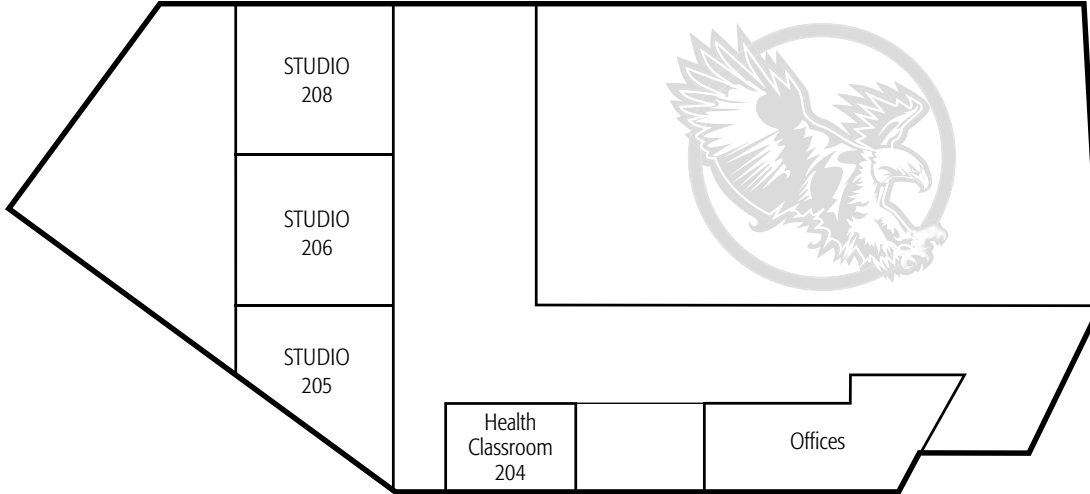 STUDIO
208
STUDIO
206
STUDIO
205
Health
Classroom
204
Offices